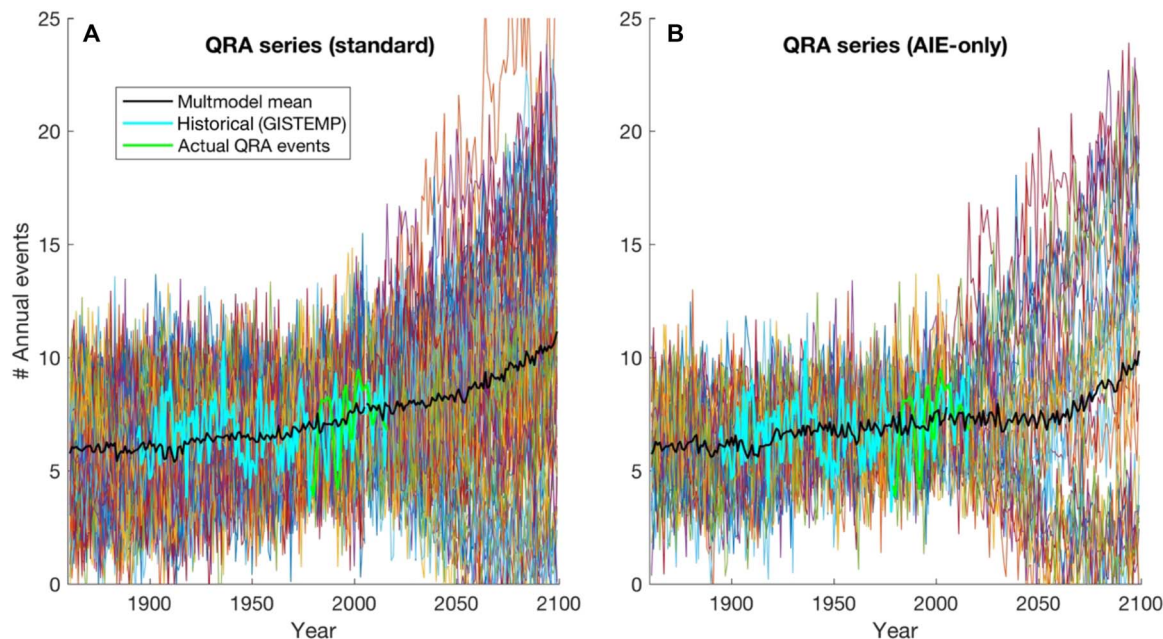 A
QRA series (standard)
Multmodel mean
Historical (GISTEMP)
Actual QRA events
# Annual events
25
20
15
10
5
0
1900
1950
2000
2050
2100
Year
B
QRA series (AIE-only)
25
20
15
10
5
0
1900
1950
2000
2050
2100
Year